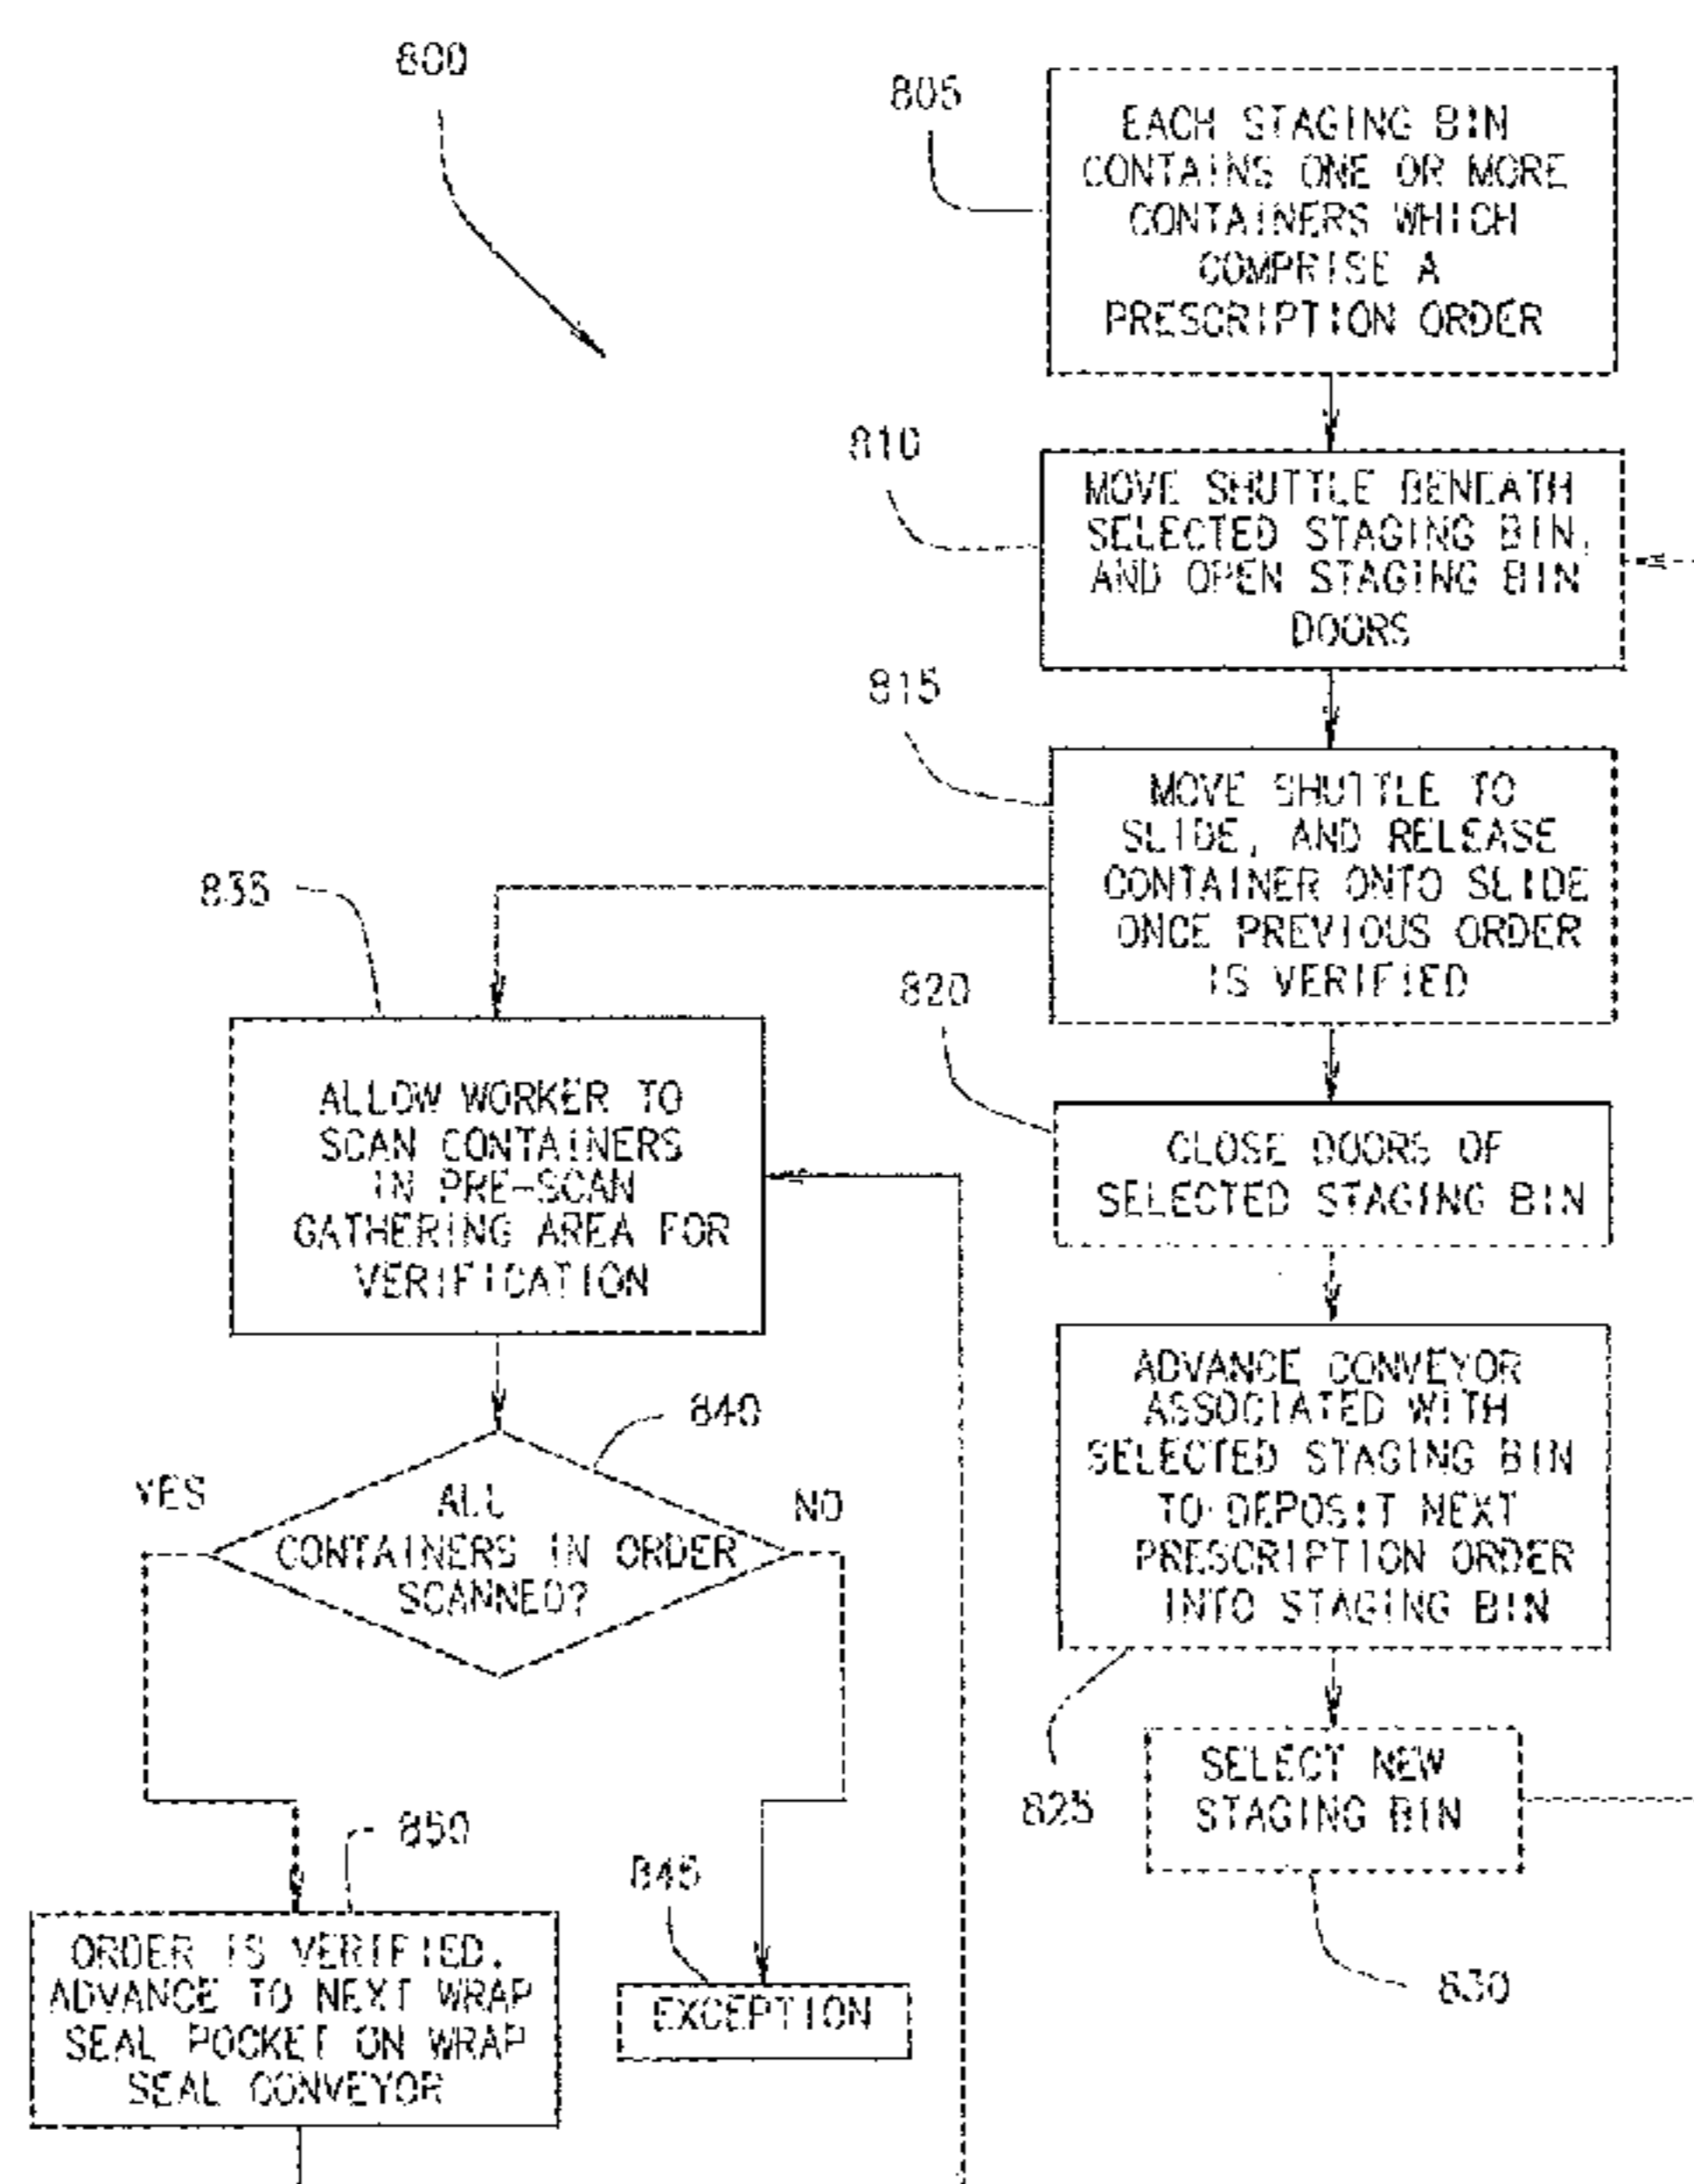 800
805
EACH STAGING BIN
CONTAINS ONE OR MORE
CONTAINERS WHICH
COMPRISE A
PRESCRIPTION ORDER
810
MOVE SHUTTLE BENEATH
SELECTED STAGING BIN,
AND OPEN STAGING BIN
DOORS
815
MOVE SHUTTLE TO
SLIDE, AND RELEASE
CONTAINER ONTO SLIDE
ONCE PREVIOUS ORDER
IS VERIFIED
820
CLOSE DOORS OF
SELECTED STAGING BIN
ADVANCE CONVEYOR
ASSOCIATED WITH
SELECTED STAGING BIN
TO DEPOSIT NEXT
PRESCRIPTION ORDER
INTO STAGING BIN
825
SELECT NEW
STAGING BIN
830
835
ALLOW WORKER TO
SCAN CONTAINERS
IN PRE-SCAN
GATHERING AREA FOR
VERIFICATION
840
YES
ALL
CONTAINERS IN ORDER
SCANNED?
NO
850
ORDER IS VERIFIED.
ADVANCE TO NEXT WRAP
SEAL POCKET ON WRAP
SEAL CONVEYOR
845
EXCEPTION